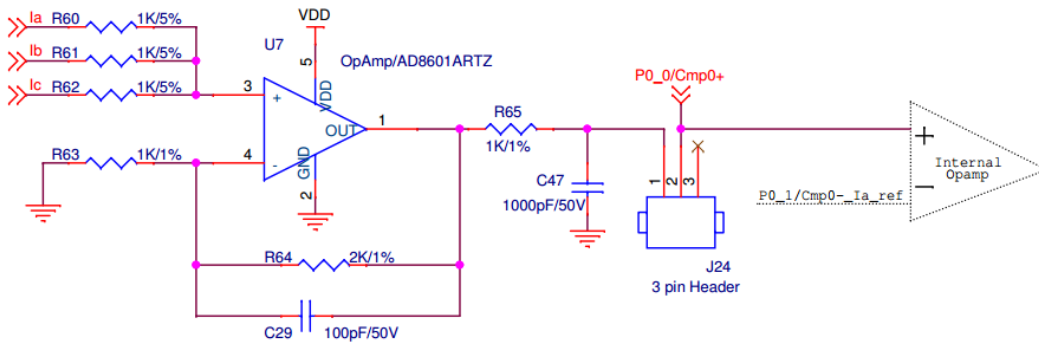 Ia R60 1K/5%
Ib R61 1K/5%
Ic R62 1K/5%
VDD
U7
OpAmp/AD8601ARTZ
5
VDD
3 +
OUT 1
4 -
GND
2
R63 1K/1%
R64 2K/1%
C29 100pF/50V
R65
1K/1%
C47
1000pF/50V
P0_0/Cmp0+
1 2 3
J24
3 pin Header
+
Internal
Opamp
-
P0_1/Cmp0-_Ia_ref